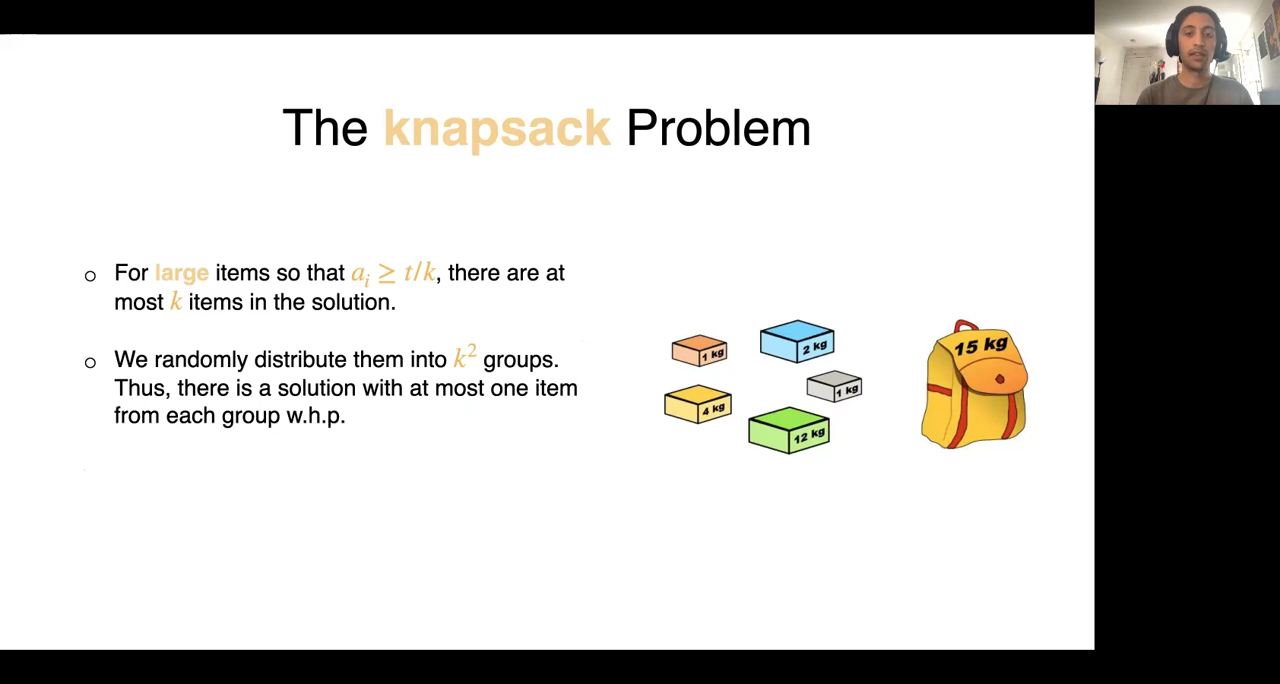 The knapsack Problem
○ For large items so that aᵢ ≥ t/k, there are at
most k items in the solution.
○ We randomly distribute them into k² groups.
Thus, there is a solution with at most one item
from each group w.h.p.
1 kg
2 kg
1 kg
4 kg
12 kg
15 kg